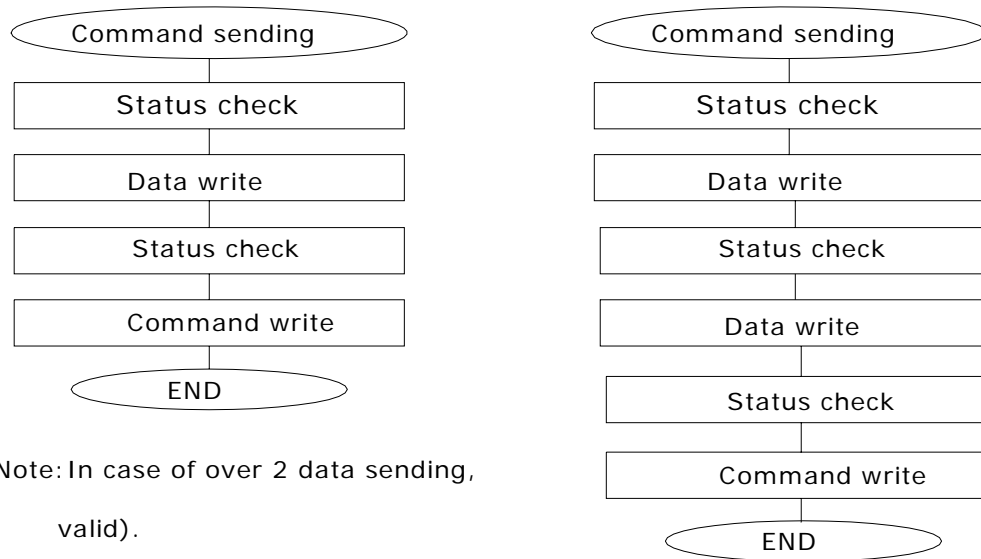 Command sending
Status check
Data write
Status check
Command write
END
Note: In case of over 2 data sending,
valid).
Command sending
Status check
Data write
Status check
Data write
Status check
Command write
END